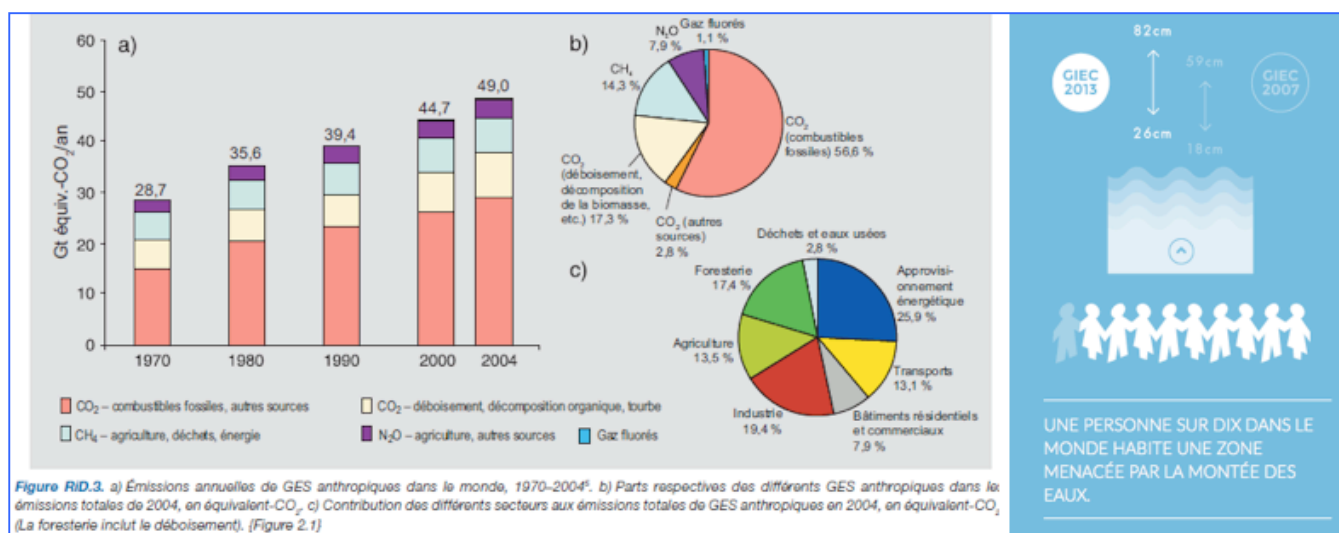 a)
Gt équiv.-CO₂/an
60
50
40
30
20
10
0
28,7
35,6
39,4
44,7
49,0
1970
1980
1990
2000
2004
CO₂ – combustibles fossiles, autres sources
CO₂ – déboisement, décomposition organique, tourbe
CH₄ – agriculture, déchets, énergie
N₂O – agriculture, autres sources
Gaz fluorés
b)
Gaz fluorés
1,1 %
N₂O
7,9 %
CH₄
14,3 %
CO₂
(combustibles
fossiles) 56,6 %
CO₂
(déboisement,
décomposition
de la biomasse,
etc.) 17,3 %
CO₂ (autres
sources)
2,8 %
c)
Déchets et eaux usées
2,8 %
Foresterie
17,4 %
Approvisi-
onnement
énergétique
25,9 %
Agriculture
13,5 %
Transports
13,1 %
Industrie
19,4 %
Bâtiments résidentiels
et commerciaux
7,9 %
Figure RiD.3. a) Émissions annuelles de GES anthropiques dans le monde, 1970–2004⁵. b) Parts respectives des différents GES anthropiques dans les
émissions totales de 2004, en équivalent-CO₂. c) Contribution des différents secteurs aux émissions totales de GES anthropiques en 2004, en équivalent-CO₂
(La foresterie inclut le déboisement). {Figure 2.1}
82cm
59cm
GIEC
2013
GIEC
2007
26cm
18cm
UNE PERSONNE SUR DIX DANS LE
MONDE HABITE UNE ZONE
MENACÉE PAR LA MONTÉE DES
EAUX.